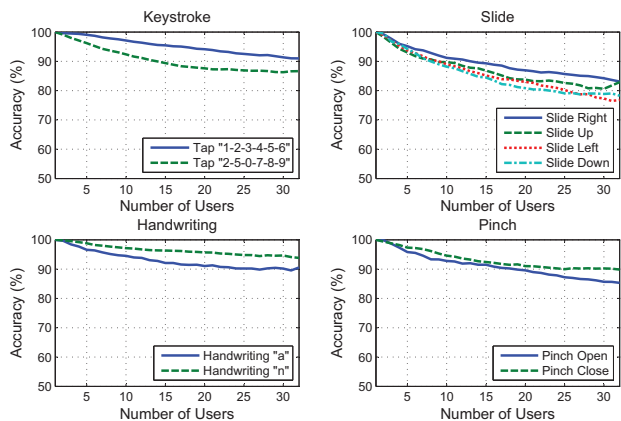 Keystroke
Accuracy (%)
100
90
80
70
60
50
5 10 15 20 25 30
Number of Users
Tap "1-2-3-4-5-6"
Tap "2-5-0-7-8-9"
Slide
Accuracy (%)
100
90
80
70
60
50
5 10 15 20 25 30
Number of Users
Slide Right
Slide Up
Slide Left
Slide Down
Handwriting
Accuracy (%)
100
90
80
70
60
50
5 10 15 20 25 30
Number of Users
Handwriting "a"
Handwriting "n"
Pinch
Accuracy (%)
100
90
80
70
60
50
5 10 15 20 25 30
Number of Users
Pinch Open
Pinch Close